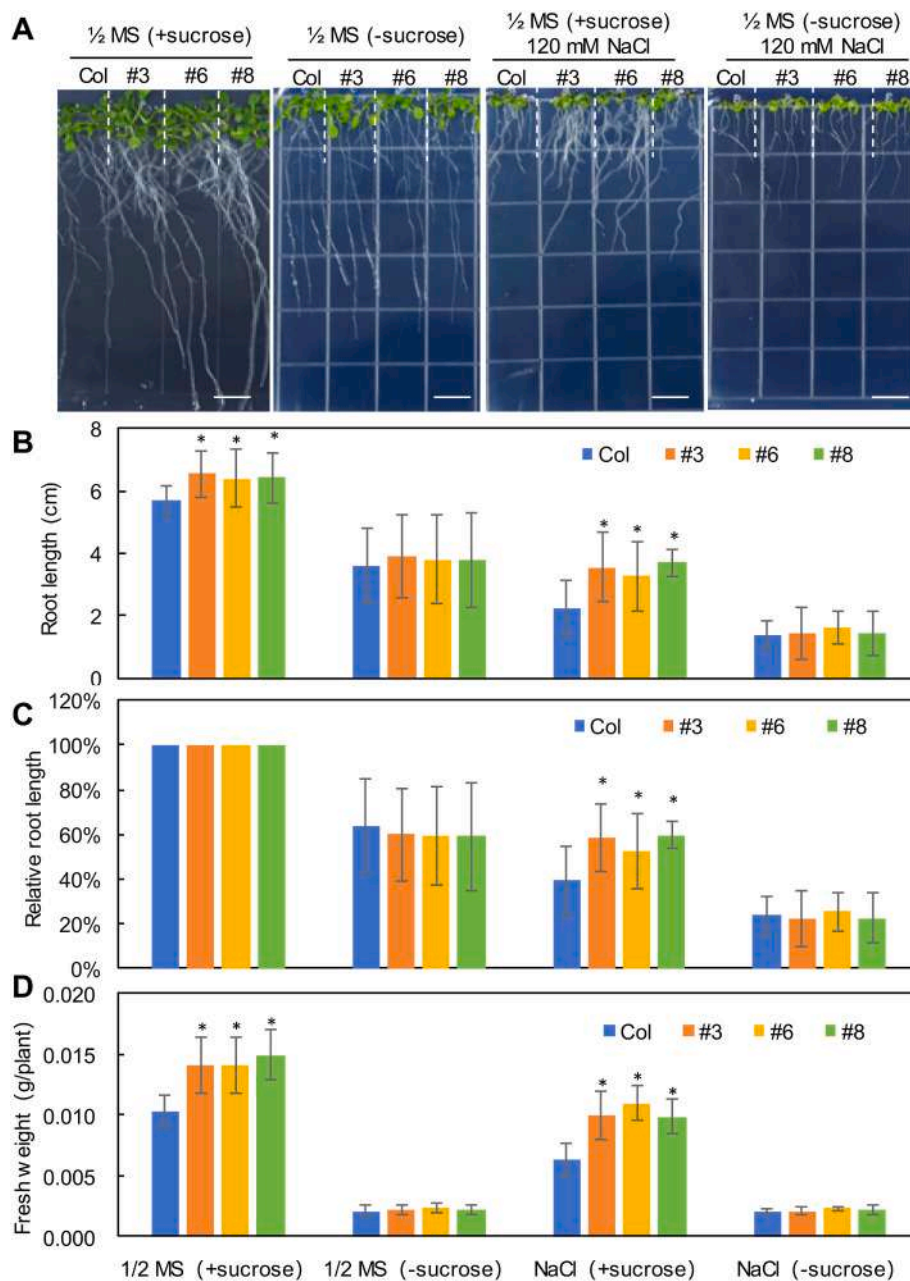 A
½ MS (+sucrose)
½ MS (-sucrose)
½ MS (+sucrose)
120 mM NaCl
½ MS (-sucrose)
120 mM NaCl
Col #3 #6 #8
Col #3 #6 #8
Col #3 #6 #8
Col #3 #6 #8
B
Root length (cm)
8
6
4
2
0
* * *
* * *
Col #3 #6 #8
C
Relative root length
120%
100%
80%
60%
40%
20%
0%
* * *
Col #3 #6 #8
D
Fresh weight (g/plant)
0.020
0.015
0.010
0.005
0.000
* * *
* * *
Col #3 #6 #8
1/2 MS (+sucrose) 1/2 MS (-sucrose) NaCl (+sucrose) NaCl (-sucrose)